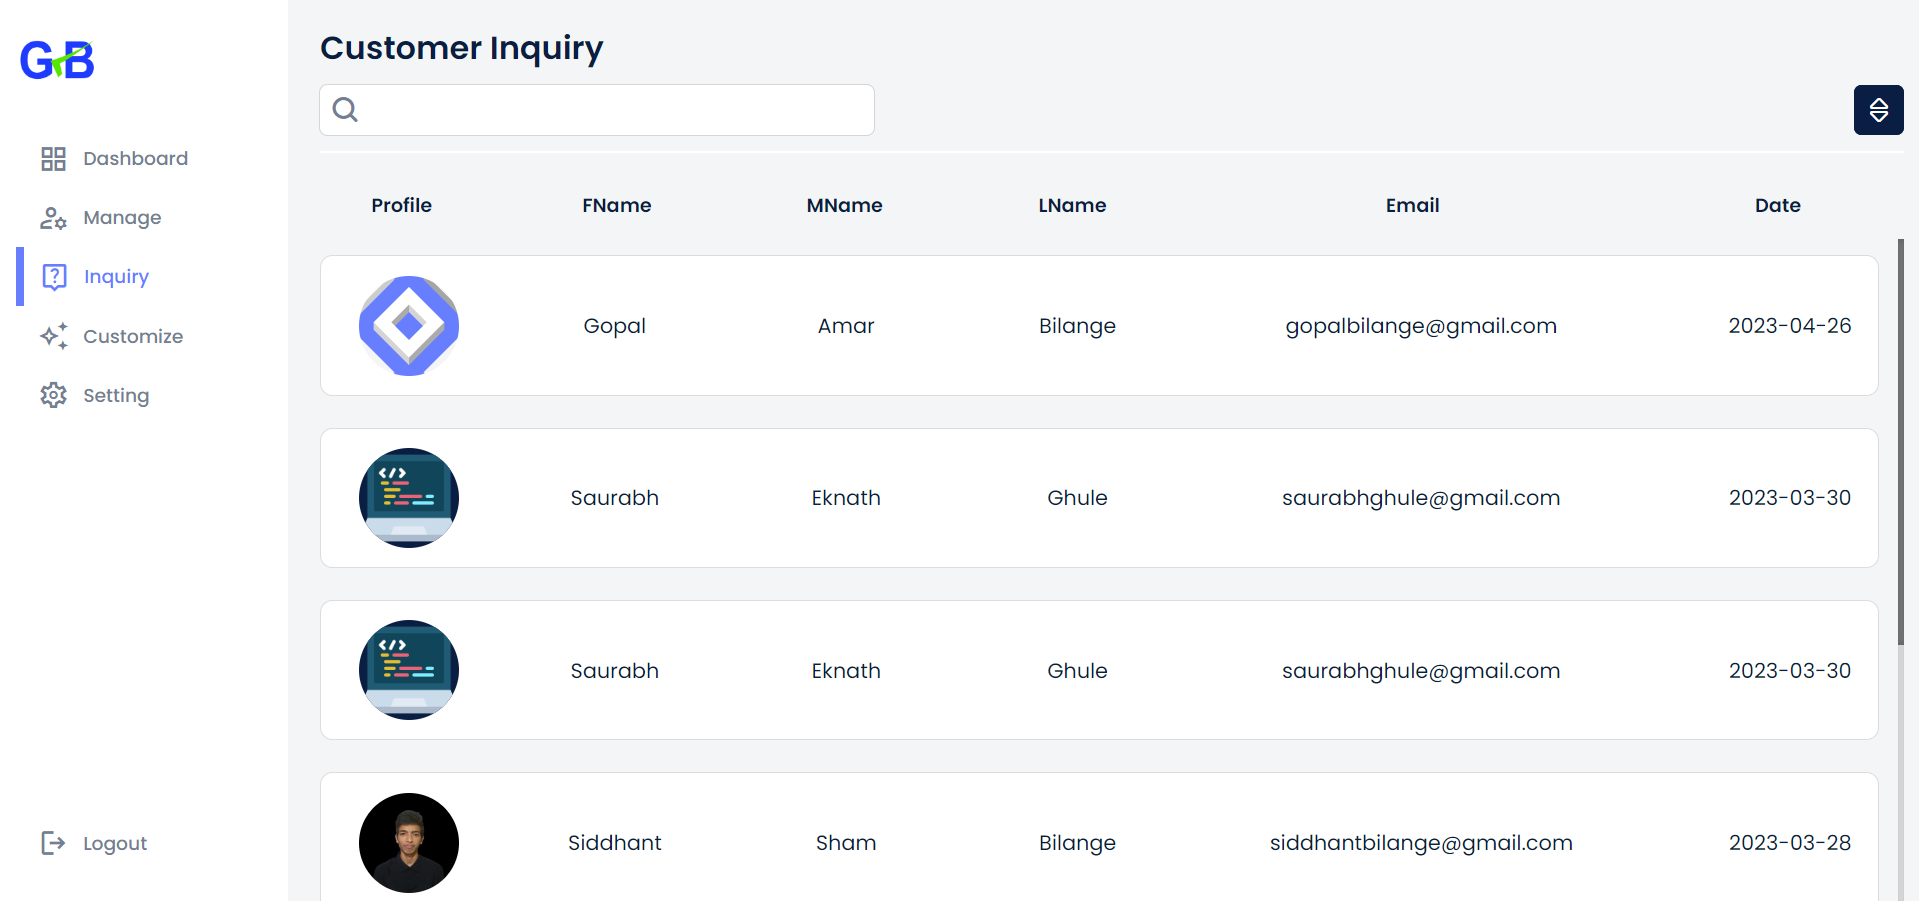 GrB
Customer Inquiry
Dashboard
Manage
Inquiry
Customize
Setting
Logout
Profile FName MName LName Email Date
Gopal Amar Bilange gopalbilange@gmail.com 2023-04-26
</>
Saurabh Eknath Ghule saurabhghule@gmail.com 2023-03-30
</>
Saurabh Eknath Ghule saurabhghule@gmail.com 2023-03-30
Siddhant Sham Bilange siddhantbilange@gmail.com 2023-03-28